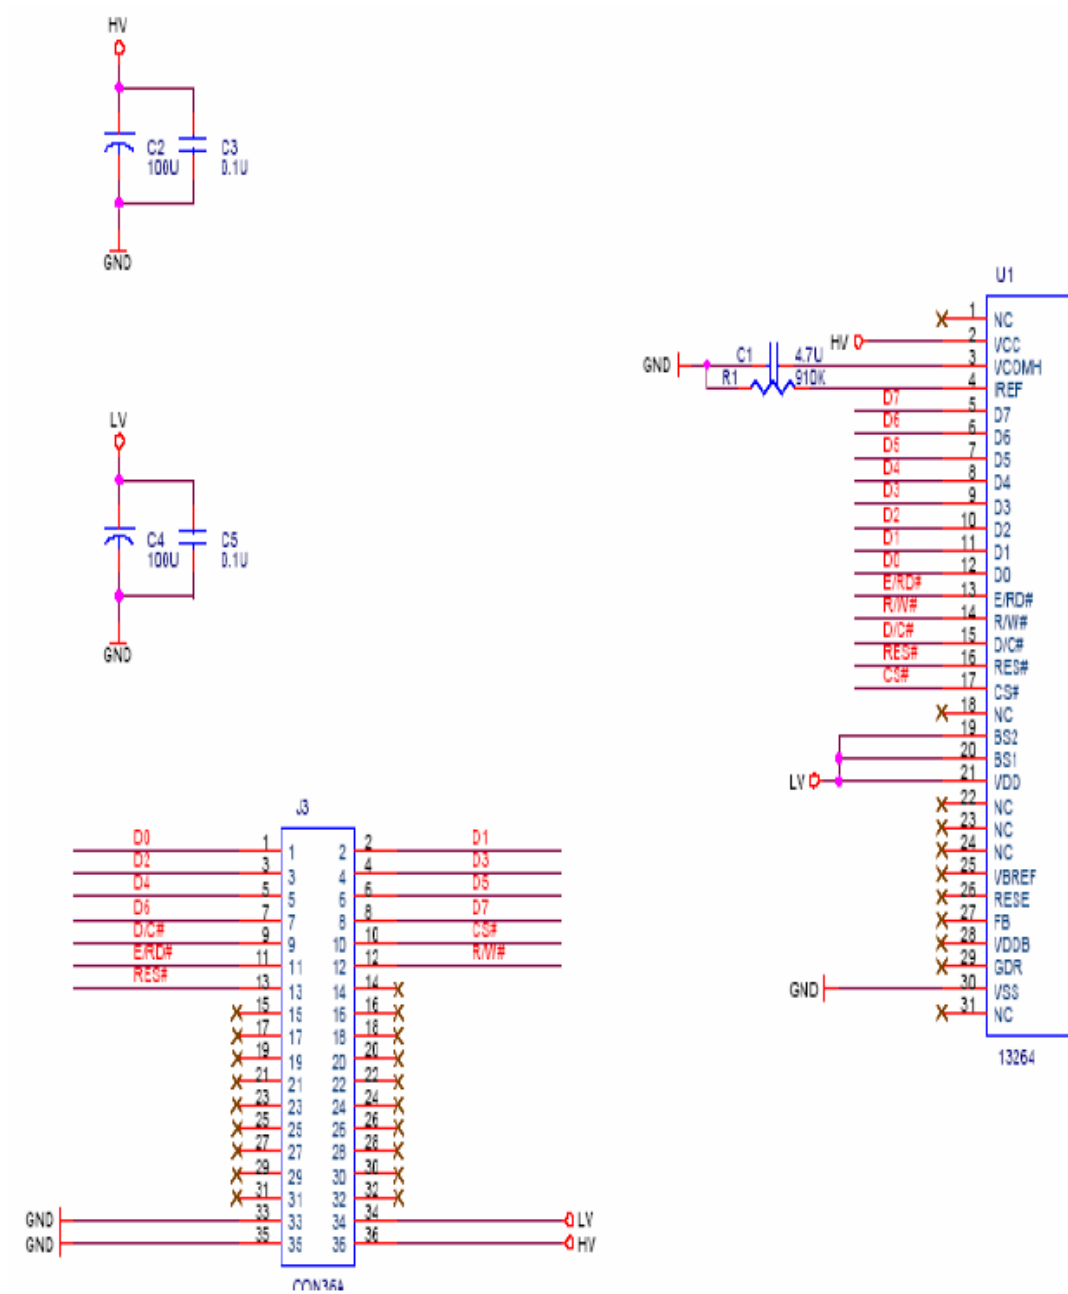 HV
C2
100U
C3
0.1U
GND
LV
C4
100U
C5
0.1U
GND
U1
1 NC
HV 2 VCC
GND C1 4.7U 3 VCOMH
R1 910K 4 IREF
D7 5 D7
D6 6 D6
D5 7 D5
D4 8 D4
D3 9 D3
D2 10 D2
D1 11 D1
D0 12 D0
E/RD# 13 E/RD#
R/W# 14 R/W#
D/C# 15 D/C#
RES# 16 RES#
CS# 17 CS#
18 NC
19 BS2
20 BS1
LV 21 VDD
22 NC
23 NC
24 NC
25 VBREF
26 RESE
27 FB
28 VDDB
29 GDR
GND 30 VSS
31 NC
13264
J3
D0 1 1 2 2 D1
D2 3 3 4 4 D3
D4 5 5 6 6 D5
D6 7 7 8 8 D7
D/C# 9 9 10 10 CS#
E/RD# 11 11 12 12 R/W#
RES# 13 13 14 14
15 15 16 16
17 17 18 18
19 19 20 20
21 21 22 22
23 23 24 24
25 25 26 26
27 27 28 28
29 29 30 30
31 31 32 32
GND 33 33 34 34 LV
GND 35 35 36 36 HV
CON36A